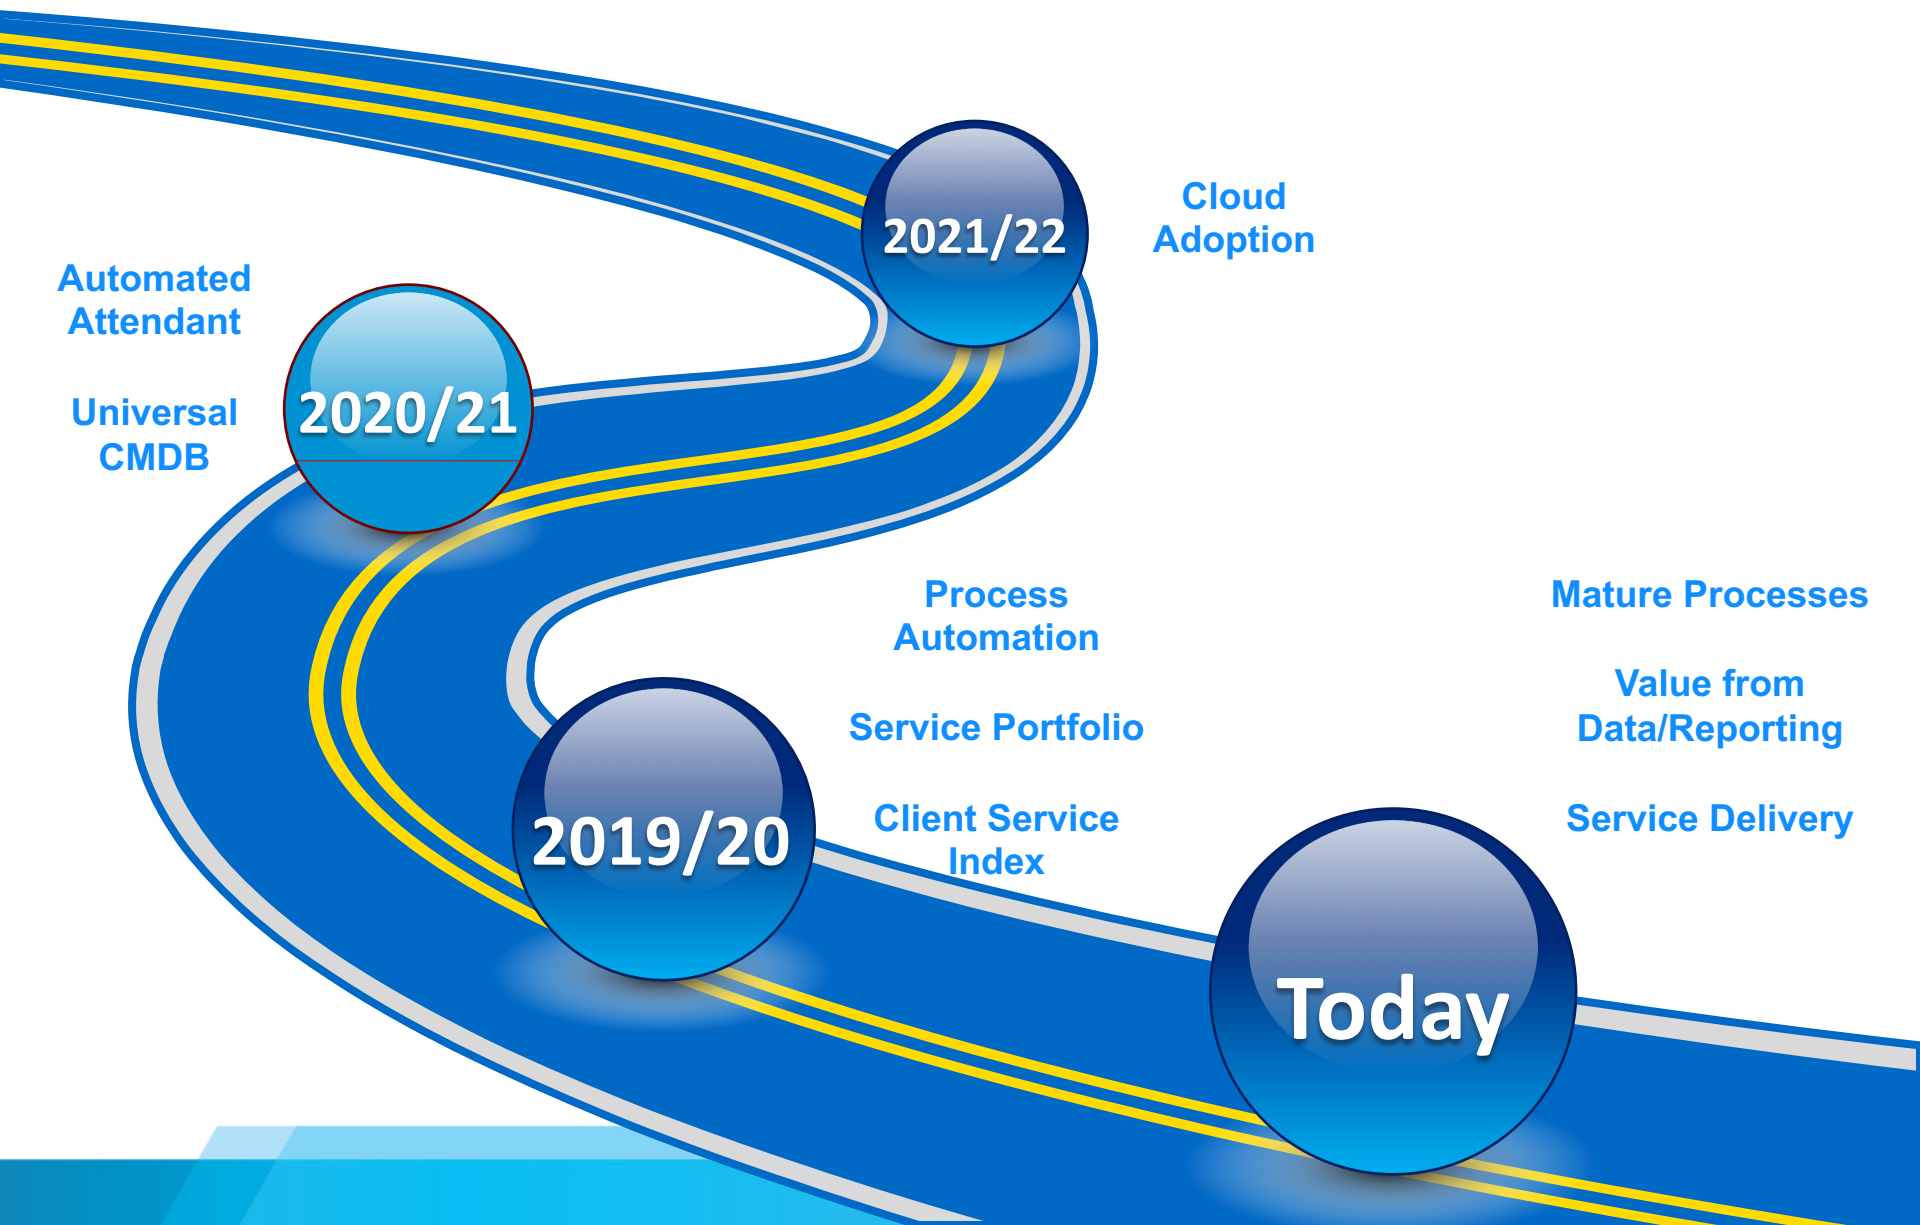 2021/22
Cloud
Adoption
Automated
Attendant
Universal
CMDB
2020/21
Process
Automation
Service Portfolio
Client Service
Index
2019/20
Mature Processes
Value from
Data/Reporting
Service Delivery
Today